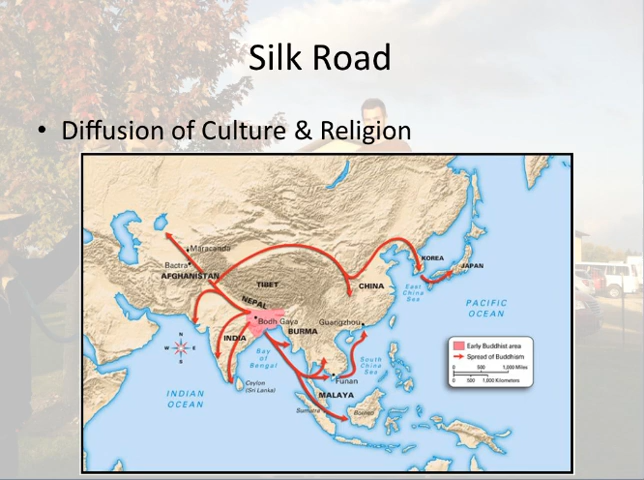 Silk Road
• Diffusion of Culture & Religion
Maracanda
Bactra
AFGHANISTAN
TIBET
NEPAL
CHINA
KOREA
JAPAN
East
China
Sea
PACIFIC
OCEAN
Bodh Gaya
Guangzhou
BURMA
INDIA
N
W E
S
Bay
of
Bengal
South
China
Sea
Early Buddhist area
Spread of Buddhism
0 500 1,000 Miles
0 500 1,000 Kilometers
Ceylon
(Sri Lanka)
Funan
MALAYA
INDIAN
OCEAN
Sumatra
Borneo